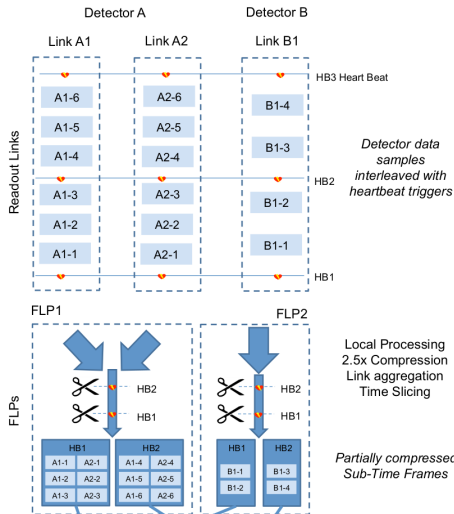 Detector A
Detector B
Link A1
Link A2
Link B1
HB3 Heart Beat
A1-6
A2-6
B1-4
A1-5
A2-5
A1-4
A2-4
B1-3
Readout Links
Detector data
samples
interleaved with
heartbeat triggers
HB2
A1-3
A2-3
B1-2
A1-2
A2-2
A1-1
A2-1
B1-1
HB1
FLP1
FLP2
FLPs
HB2
HB1
HB2
HB1
Local Processing
2.5x Compression
Link aggregation
Time Slicing
HB1
A1-1 A2-1
A1-2 A2-2
A1-3 A2-3
HB2
A1-4 A2-4
A1-5 A2-5
A1-6 A2-6
HB1
B1-1
B1-2
HB2
B1-3
B1-4
Partially compressed
Sub-Time Frames